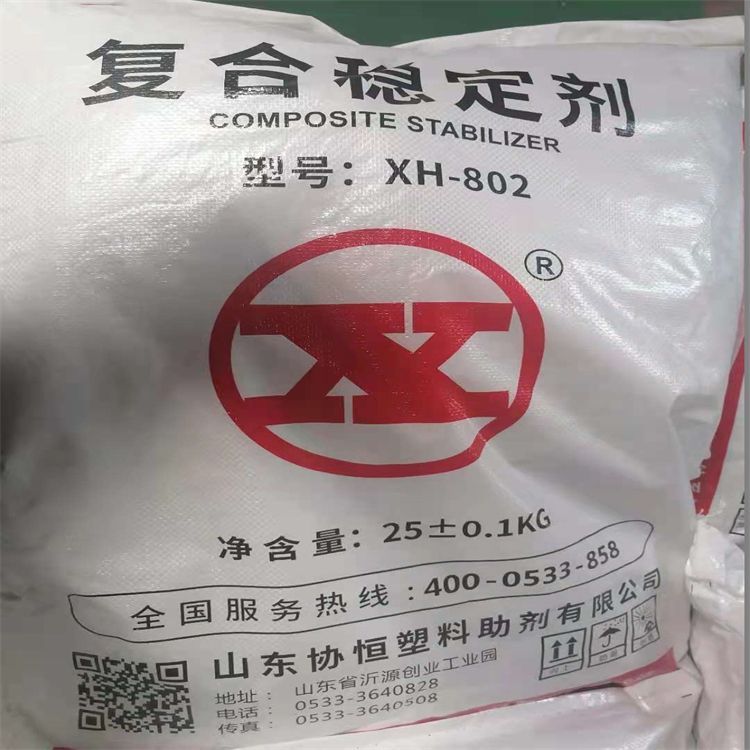 复合稳定剂
COMPOSITE STABILIZER
型号：XH-802
®
净含量：25±0.1KG
全国服务热线：400-0533-858
山东协恒塑料助剂有限公司
地址：山东省沂源创业工业园
电话：0533-3640828
传真：0533-3640508
向上